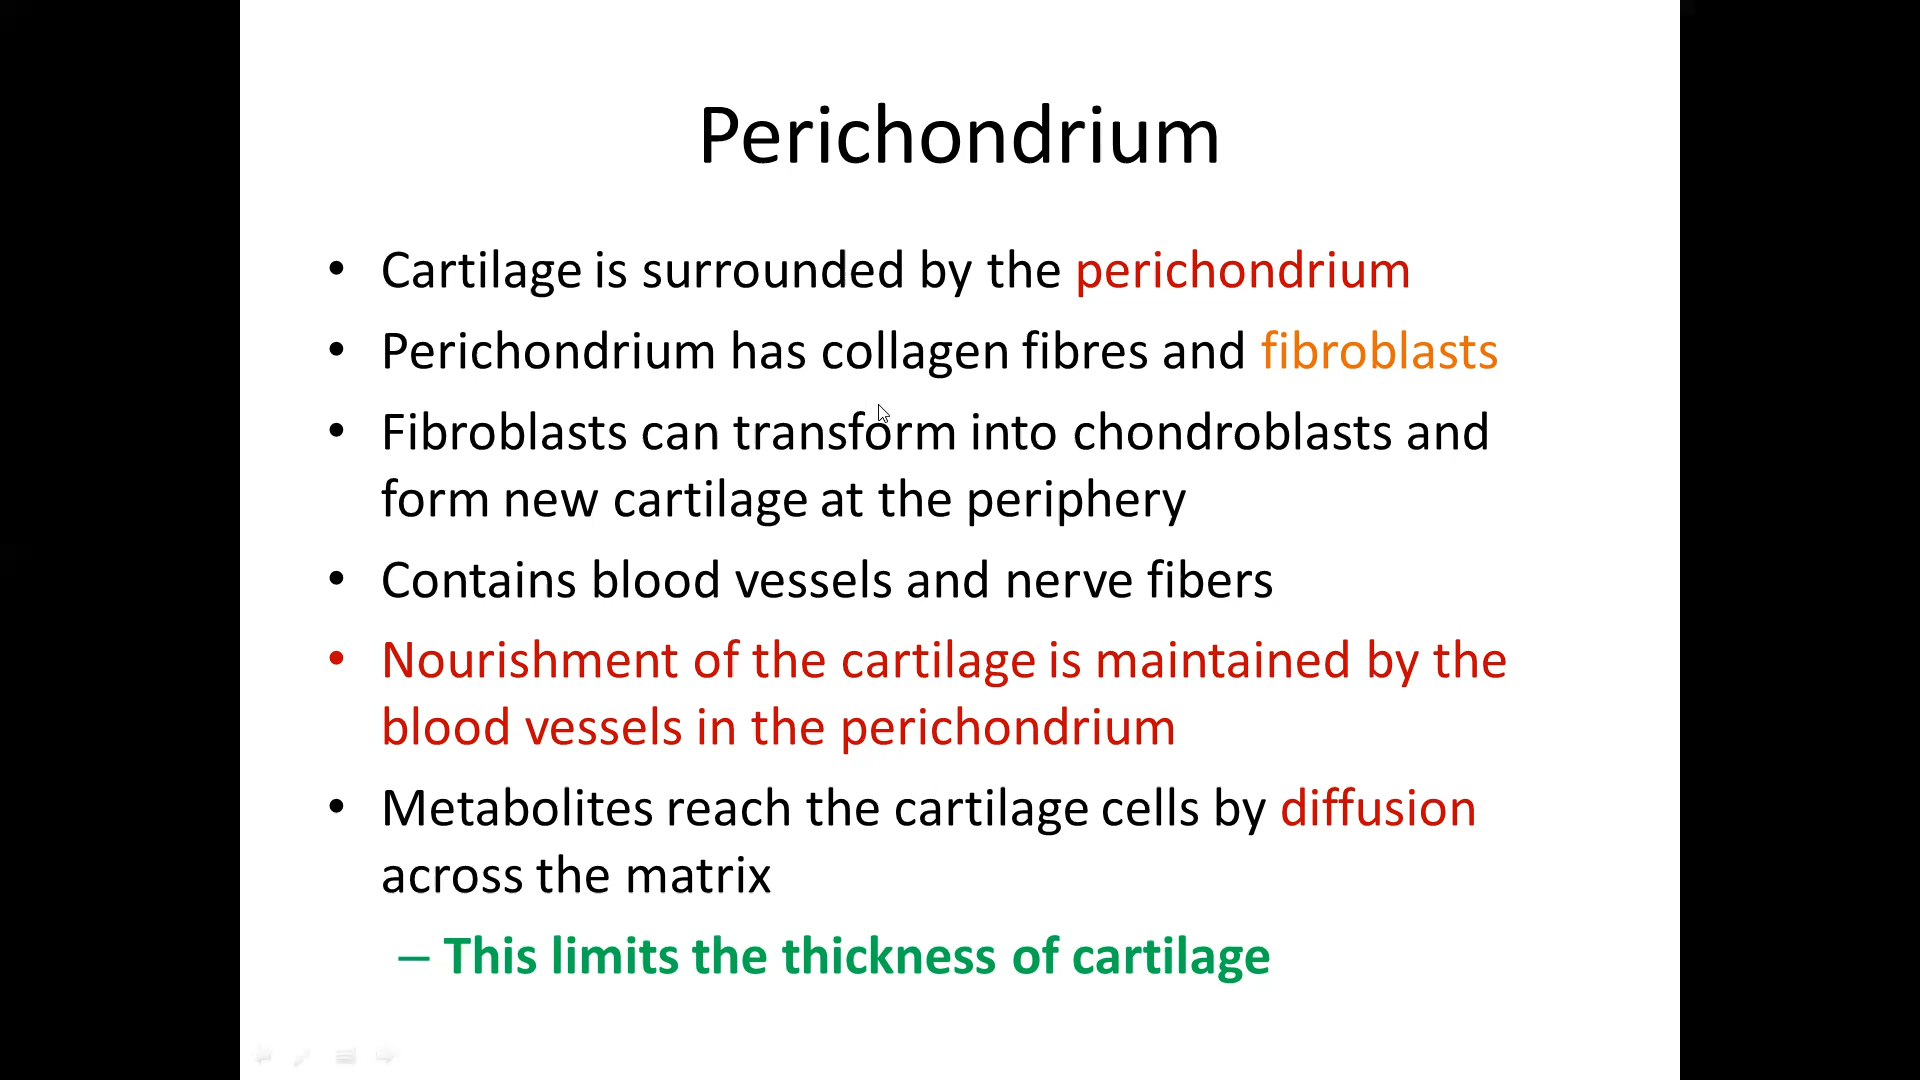 Perichondrium
• Cartilage is surrounded by the perichondrium
• Perichondrium has collagen fibres and fibroblasts
• Fibroblasts can transform into chondroblasts and
form new cartilage at the periphery
• Contains blood vessels and nerve fibers
• Nourishment of the cartilage is maintained by the
blood vessels in the perichondrium
• Metabolites reach the cartilage cells by diffusion
across the matrix
– This limits the thickness of cartilage